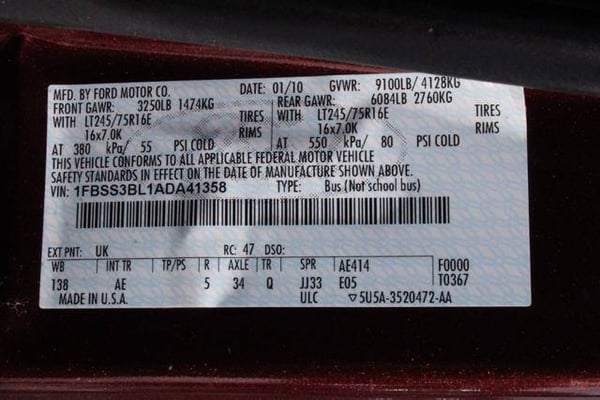 MFD. BY FORD MOTOR CO. DATE: 01/10 GVWR: 9100LB/ 4128KG
FRONT GAWR: 3250LB 1474KG REAR GAWR: 6084LB 2760KG
WITH LT245/75R16E TIRES WITH LT245/75R16E TIRES
16x7.0K RIMS 16x7.0K RIMS
AT 380 kPa/ 55 PSI COLD AT 550 kPa/ 80 PSI COLD
THIS VEHICLE CONFORMS TO ALL APPLICABLE FEDERAL MOTOR VEHICLE
SAFETY STANDARDS IN EFFECT ON THE DATE OF MANUFACTURE SHOWN ABOVE.
VIN: 1FBSS3BL1ADA41358 TYPE: Bus (Not school bus)
EXT PNT: UK RC: 47 DSO:
WB INT TR TP/PS R AXLE TR SPR AE414 F0000
138 AE 5 34 Q JJ33 E05 T0367
MADE IN U.S.A. ULC ▽5U5A-3520472-AA